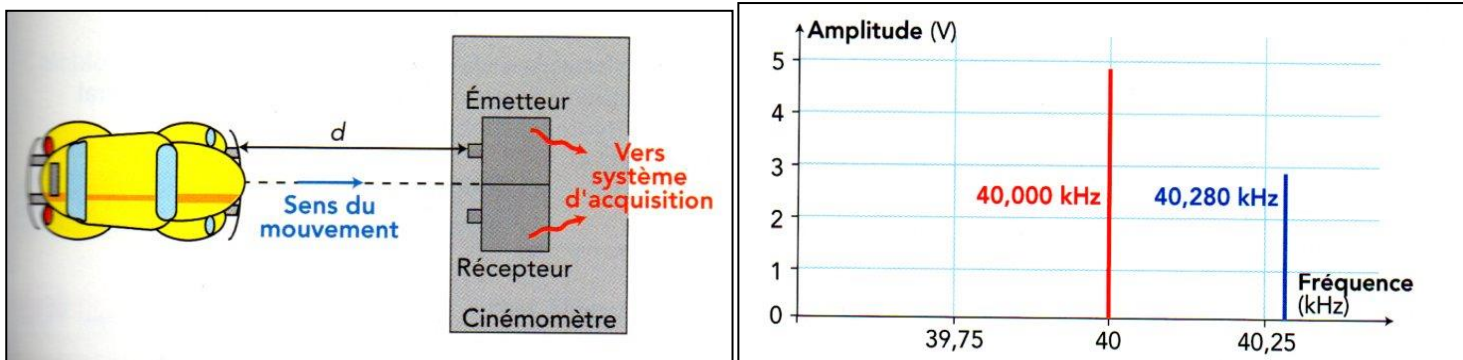 d
Émetteur
Vers
système
d'acquisition
Sens du
mouvement
Récepteur
Cinémomètre
Amplitude (V)
5
4
3
2
1
0
40,000 kHz
40,280 kHz
Fréquence
(kHz)
39,75
40
40,25